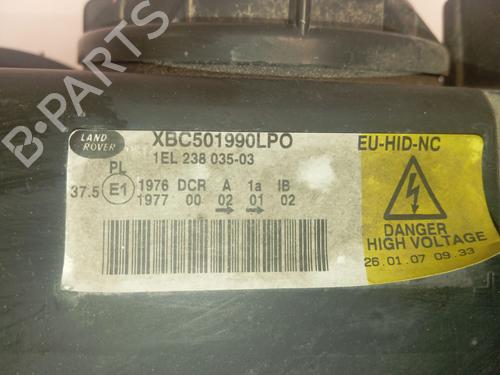 LAND
ROVER
XBC501990LPO
1EL 238 035-03
EU-HID-NC
PL
37.5 E1 1976 DCR A 1a IB
1977 00 02 01 02
DANGER
HIGH VOLTAGE
26.01.07 09.33
B-PARTS